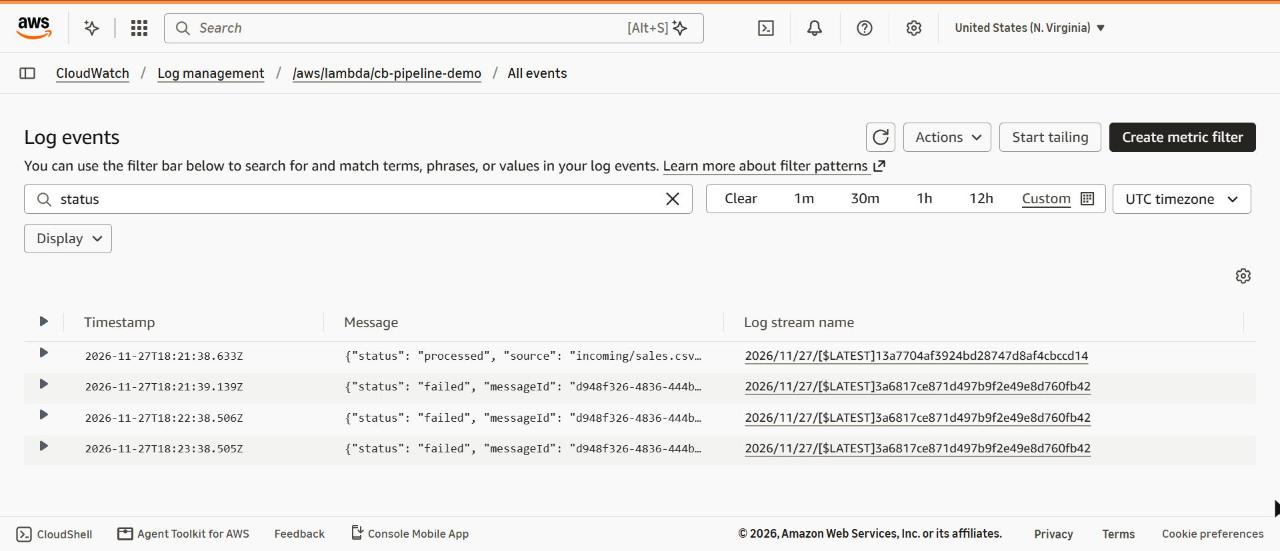 aws
Search [Alt+S] United States (N. Virginia)
CloudWatch / Log management / /aws/lambda/cb-pipeline-demo / All events
Log events Actions Start tailing Create metric filter
You can use the filter bar below to search for and match terms, phrases, or values in your log events. Learn more about filter patterns
status Clear 1m 30m 1h 12h Custom UTC timezone
Display
Timestamp Message Log stream name
2026-11-27T18:21:38.633Z {"status": "processed", "source": "incoming/sales.csv… 2026/11/27/[$LATEST]13a7704af3924bd28747d8af4cbccd14
2026-11-27T18:21:39.139Z {"status": "failed", "messageId": "d948f326-4836-444b… 2026/11/27/[$LATEST]3a6817ce871d497b9f2e49e8d760fb42
2026-11-27T18:22:38.506Z {"status": "failed", "messageId": "d948f326-4836-444b… 2026/11/27/[$LATEST]3a6817ce871d497b9f2e49e8d760fb42
2026-11-27T18:23:38.505Z {"status": "failed", "messageId": "d948f326-4836-444b… 2026/11/27/[$LATEST]3a6817ce871d497b9f2e49e8d760fb42
CloudShell Agent Toolkit for AWS Feedback Console Mobile App © 2026, Amazon Web Services, Inc. or its affiliates. Privacy Terms Cookie preferences